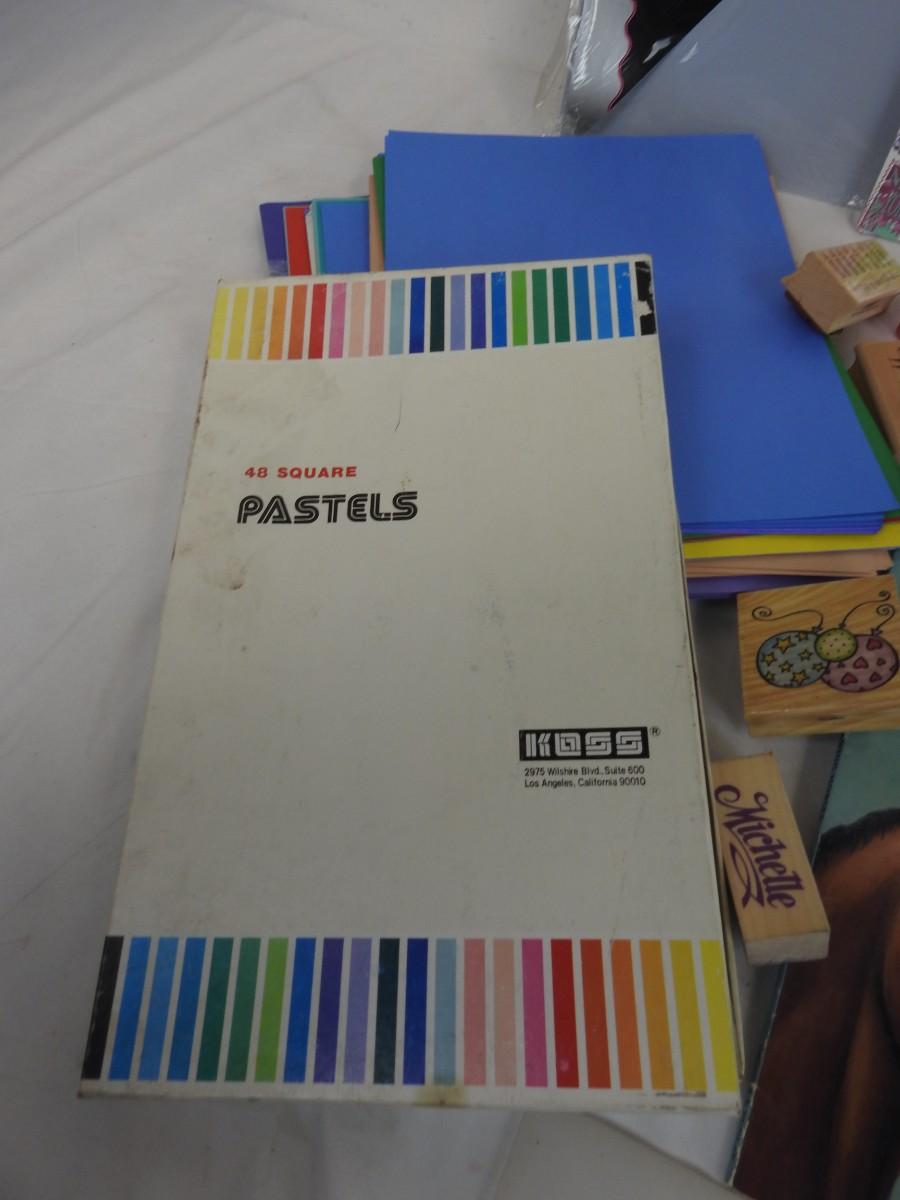 48 SQUARE
PASTELS
KOSS®
2975 Wilshire Blvd., Suite 600
Los Angeles, California 90010
Michelle